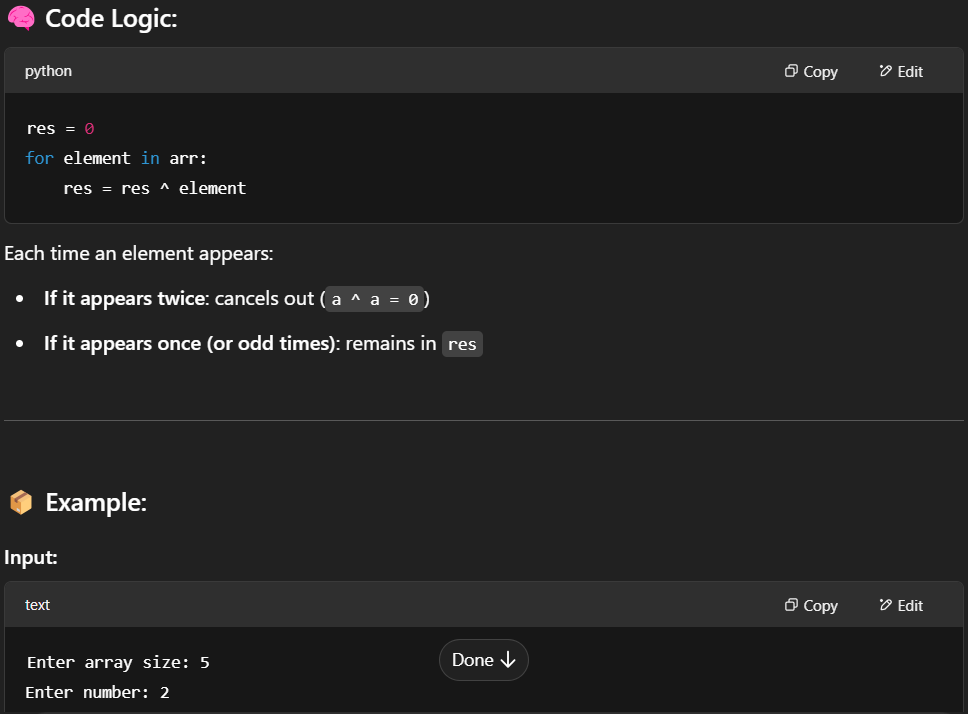 🧠 Code Logic:
python Copy Edit
res = 0
for element in arr:
    res = res ^ element
Each time an element appears:
• If it appears twice: cancels out (a ^ a = 0)
• If it appears once (or odd times): remains in res
📦 Example:
Input:
text Copy Edit
Enter array size: 5
Done ↓
Enter number: 2